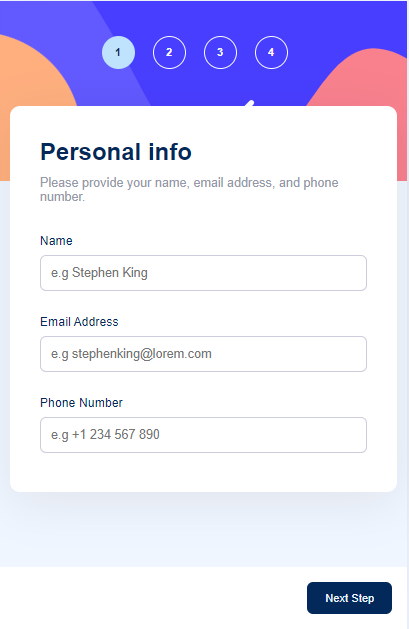 1 2 3 4
Personal info
Please provide your name, email address, and phone
number.
Name
e.g Stephen King
Email Address
e.g stephenking@lorem.com
Phone Number
e.g +1 234 567 890
Next Step